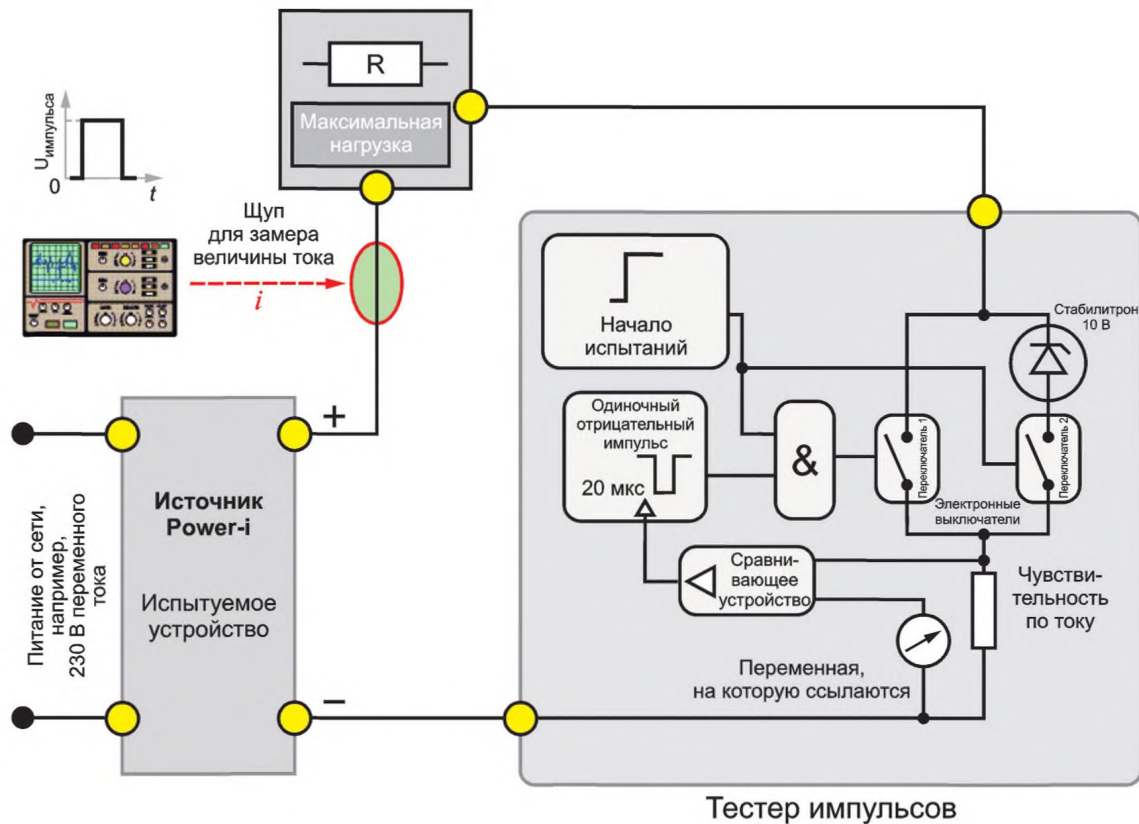 R
Максимальная
нагрузка
Uимпульса
0
t
Щуп
для замера
величины тока
i
Начало
испытаний
Стабилитрон
10 В
Одиночный
отрицательный
импульс
20 мкс
&
Переключатель 1
Переключатель 2
Электронные
выключатели
+
Источник
Power-i
Испытуемое
устройство
–
Питание от сети,
например,
230 В переменного
тока
Сравни-
вающее
устройство
Чувстви-
тельность
по току
Переменная,
на которую ссылаются
Тестер импульсов